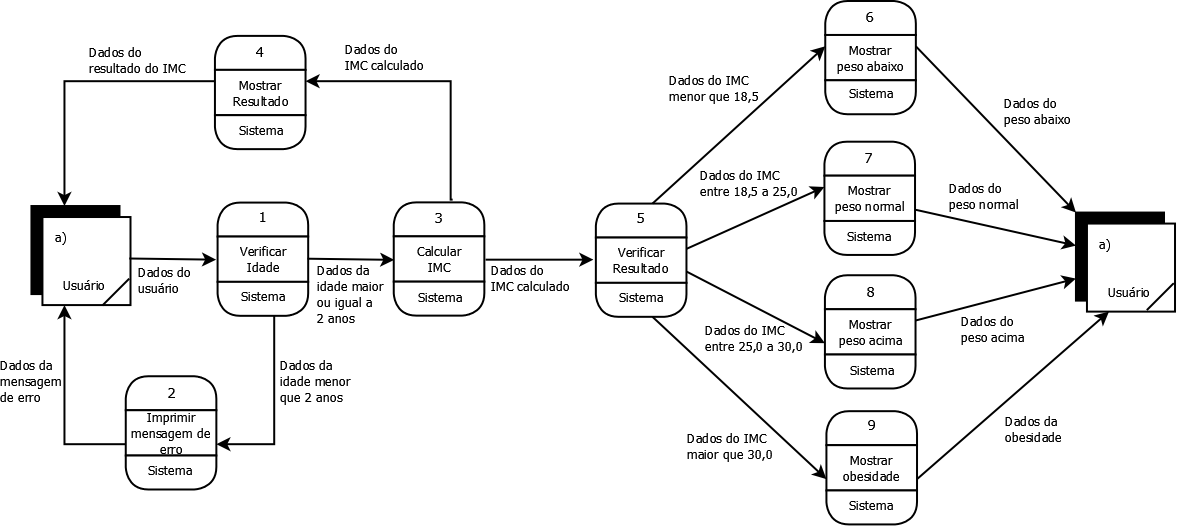 Dados do
resultado do IMC
4
Mostrar
Resultado
Sistema
Dados do
IMC calculado
a)
Usuário
Dados do
usuário
1
Verificar
Idade
Sistema
Dados da
idade maior
ou igual a
2 anos
3
Calcular
IMC
Sistema
Dados do
IMC calculado
Dados da
mensagem
de erro
2
Imprimir
mensagem de
erro
Sistema
Dados da
idade menor
que 2 anos
5
Verificar
Resultado
Sistema
Dados do IMC
menor que 18,5
6
Mostrar
peso abaixo
Sistema
Dados do
peso abaixo
Dados do IMC
entre 18,5 a 25,0
7
Mostrar
peso normal
Sistema
Dados do
peso normal
Dados do IMC
entre 25,0 a 30,0
8
Mostrar
peso acima
Sistema
Dados do
peso acima
Dados do IMC
maior que 30,0
9
Mostrar
obesidade
Sistema
Dados da
obesidade
a)
Usuário